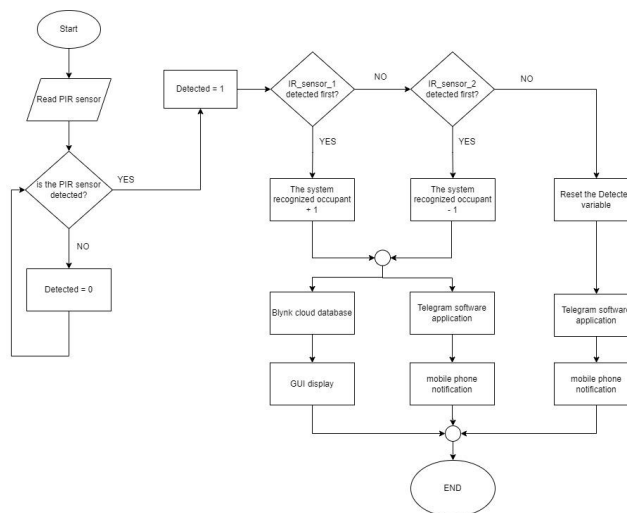 Start
Read PIR sensor
is the PIR sensor
detected?
YES
NO
Detected = 0
Detected = 1
IR_sensor_1
detected first?
NO
YES
The system
recognized occupant
+ 1
IR_sensor_2
detected first?
NO
YES
The system
recognized occupant
- 1
Reset the Detected
variable
Blynk cloud database
GUI display
Telegram software
application
mobile phone
notification
Telegram software
application
mobile phone
notification
END